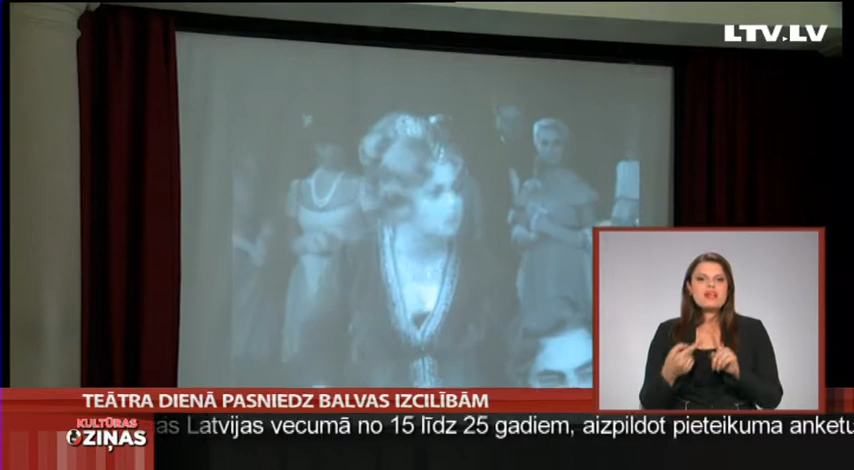 LTV.LV
TEĀTRA DIENĀ PASNIEDZ BALVAS IZCILĪBĀM
KULTŪRAS
ZIŅAS
ās Latvijas vecumā no 15 līdz 25 gadiem, aizpildot pieteikuma anketu